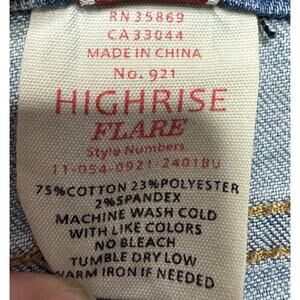 RN 35869
CA 33044
MADE IN CHINA
No. 921
HIGHRISE
FLARE
Style Numbers.
11-054-0921-2401BU
75%COTTON 23%POLYESTER
2%SPANDEX
MACHINE WASH COLD
WITH LIKE COLORS
NO BLEACH
TUMBLE DRY LOW
WARM IRON IF NEEDED